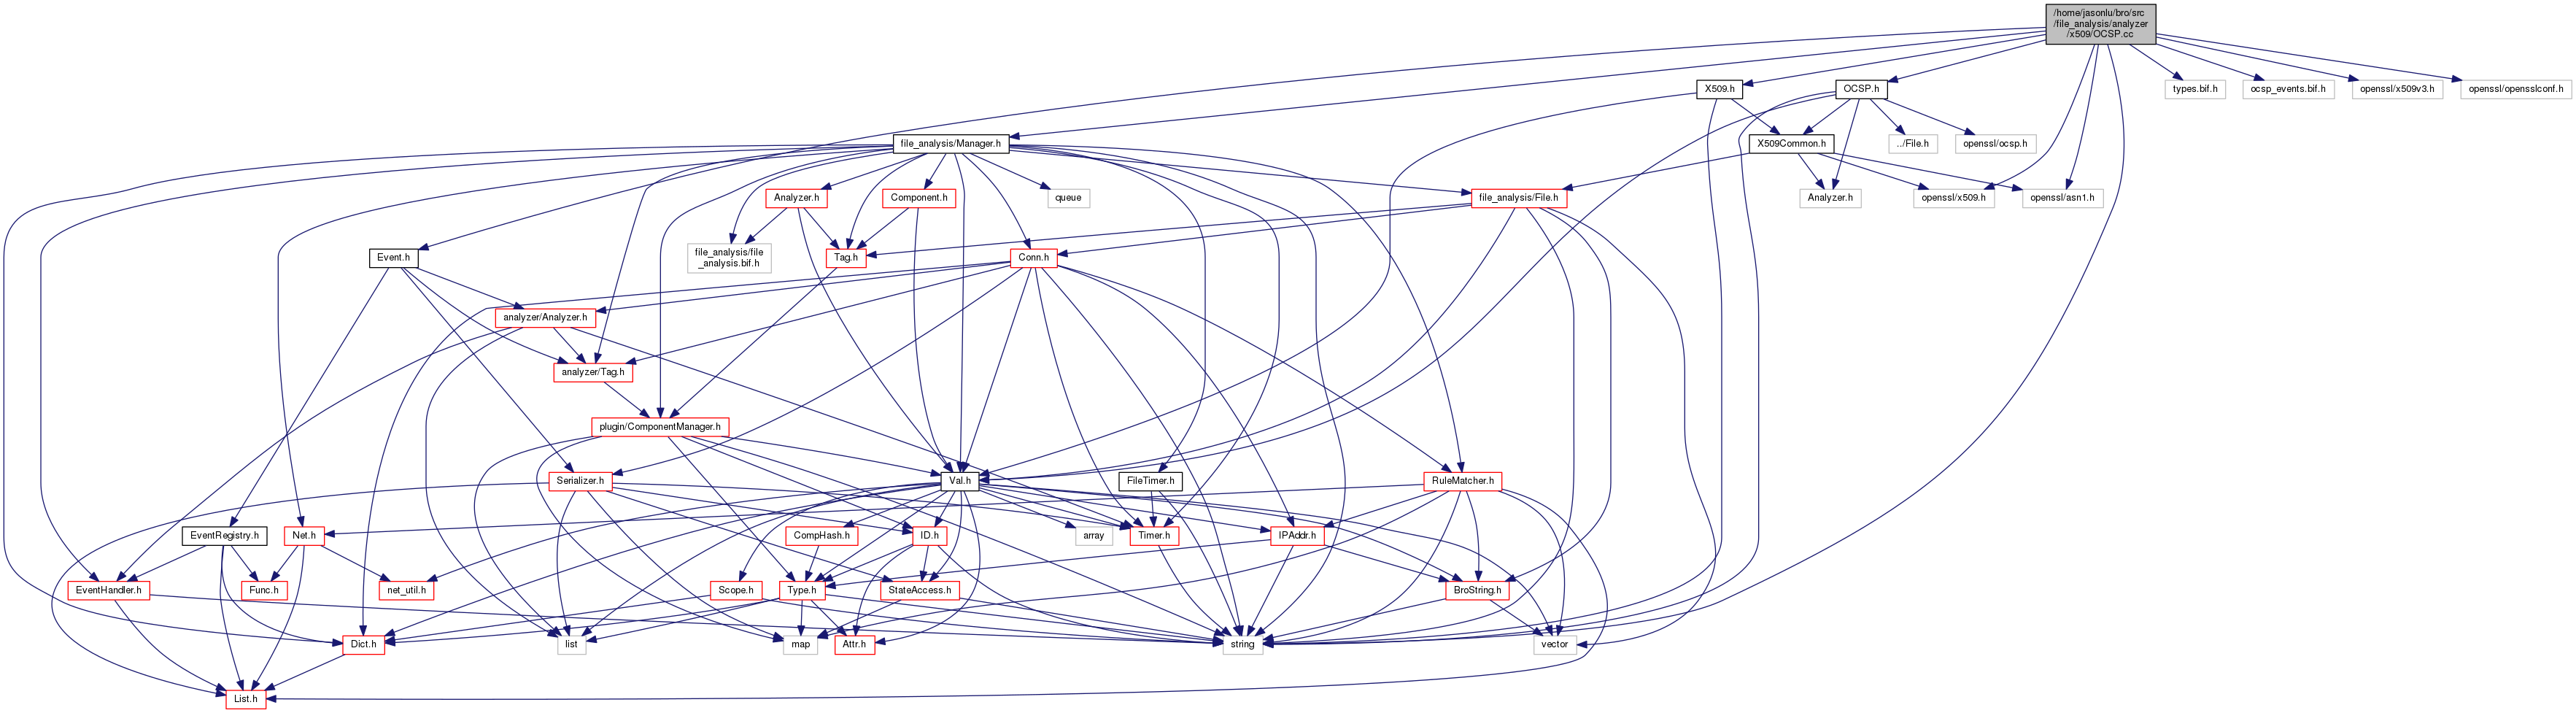 /home/jasonlu/bro/src
/file_analysis/analyzer
/x509/OCSP.cc
X509.h
OCSP.h
types.bif.h
ocsp_events.bif.h
openssl/x509v3.h
openssl/opensslconf.h
file_analysis/Manager.h
X509Common.h
../File.h
openssl/ocsp.h
Analyzer.h
Component.h
queue
file_analysis/File.h
Analyzer.h
openssl/x509.h
openssl/asn1.h
Event.h
file_analysis/file
_analysis.bif.h
Tag.h
Conn.h
analyzer/Analyzer.h
analyzer/Tag.h
plugin/ComponentManager.h
Serializer.h
Val.h
FileTimer.h
RuleMatcher.h
EventRegistry.h
Net.h
CompHash.h
ID.h
array
Timer.h
IPAddr.h
EventHandler.h
Func.h
net_util.h
Scope.h
Type.h
StateAccess.h
BroString.h
Dict.h
list
map
Attr.h
string
vector
List.h